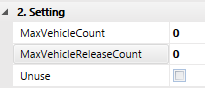 2. Setting
MaxVehicleCount 0
MaxVehicleReleaseCount 0
Unuse